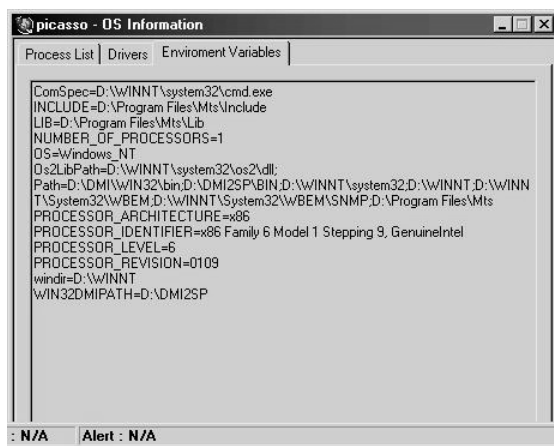 picasso - OS Information
Process List Drivers Enviroment Variables
ComSpec=D:\WINNT\system32\cmd.exe
INCLUDE=D:\Program Files\Mts\Include
LIB=D:\Program Files\Mts\Lib
NUMBER_OF_PROCESSORS=1
OS=Windows_NT
Os2LibPath=D:\WINNT\system32\os2\dll;
Path=D:\DMI\WIN32\bin;D:\DMI2SP\BIN;D:\WINNT\system32;D:\WINNT;D:\WINN
T\System32\WBEM;D:\WINNT\System32\WBEM\SNMP;D:\Program Files\Mts
PROCESSOR_ARCHITECTURE=x86
PROCESSOR_IDENTIFIER=x86 Family 6 Model 1 Stepping 9, GenuineIntel
PROCESSOR_LEVEL=6
PROCESSOR_REVISION=0109
windir=D:\WINNT
WIN32DMIPATH=D:\DMI2SP
: N/A Alert : N/A